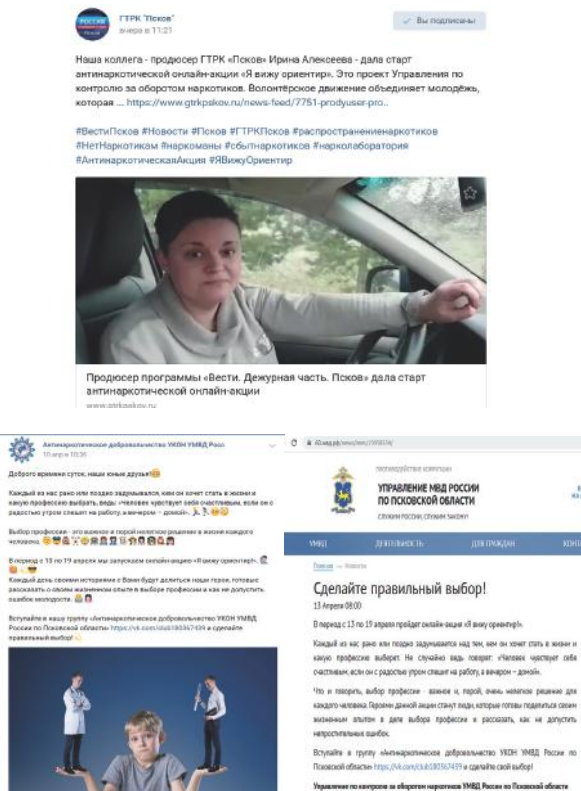 РОССИЯ
Псков
ГТРК "Псков"
вчера в 11:21
Вы подписаны
Наша коллега - продюсер ГТРК «Псков» Ирина Алексеева - дала старт
антинаркотической онлайн-акции «Я вижу ориентир». Это проект Управления по
контролю за оборотом наркотиков. Волонтёрское движение объединяет молодёжь,
которая ... https://www.gtrkpskov.ru/news-feed/7751-prodyuser-pro..
#ВестиПсков #Новости #Псков #ГТРКПсков #распространениенаркотиков
#НетНаркотикам #наркоманы #сбытнаркотиков #нарколаборатория
#АнтинаркотическаяАкция #ЯВижуОриентир
Продюсер программы «Вести. Дежурная часть. Псков» дала старт
антинаркотической онлайн-акции
www.gtrkpskov.ru
Антинаркотическое добровольчество УКОН УМВД Росс
10 апр в 10:36
Доброго времени суток, наши юные друзья!
Каждый из нас рано или поздно задумывался, кем он хочет стать в жизни и
какую профессию выбрать, ведь: «Человек чувствует себя счастливым, если он с
радостью утром спешит на работу, а вечером – домой».
Выбор профессии - это важное и порой нелегкое решение в жизни каждого
человека.
В период с 13 по 19 апреля мы запускаем онлайн-акцию «Я вижу ориентир!».
Каждый день своими историями с Вами будут делиться наши герои, готовые
рассказать о своем жизненном опыте в выборе профессии и как не допустить
ошибок молодости.
Вступайте в нашу группу «Антинаркотическое добровольчество УКОН УМВД
России по Псковской области» https://vk.com/club180367459 и сделайте
правильный выбор!
ПРОТИВОДЕЙСТВИЕ КОРРУПЦИИ
УПРАВЛЕНИЕ МВД РОССИИ
ПО ПСКОВСКОЙ ОБЛАСТИ
СЛУЖИМ РОССИИ, СЛУЖИМ ЗАКОНУ!
УМВД ДЕЯТЕЛЬНОСТЬ ДЛЯ ГРАЖДАН КОНТ
Главная → Новости
Сделайте правильный выбор!
13 Апреля 08:00
В период с 13 по 19 апреля пройдет онлайн-акция «Я вижу ориентир!».
Каждый из нас рано или поздно задумывается над тем, кем он хочет стать в жизни и
какую профессию выберет. Не случайно ведь говорят: «Человек чувствует себя
счастливым, если он с радостью утром спешит на работу, а вечером – домой».
Что и говорить, выбор профессии - важное и, порой, очень нелегкое решение для
каждого человека. Героями данной акции станут люди, которые готовы поделиться своим
жизненным опытом в деле выбора профессии и рассказать, как не допустить
непростительных ошибок.
Вступайте в группу «Антинаркотическое добровольчество УКОН УМВД России по
Псковской области» https://vk.com/club180367459 и сделайте свой выбор!
Управление по контролю за оборотом наркотиков УМВД России по Псковской области